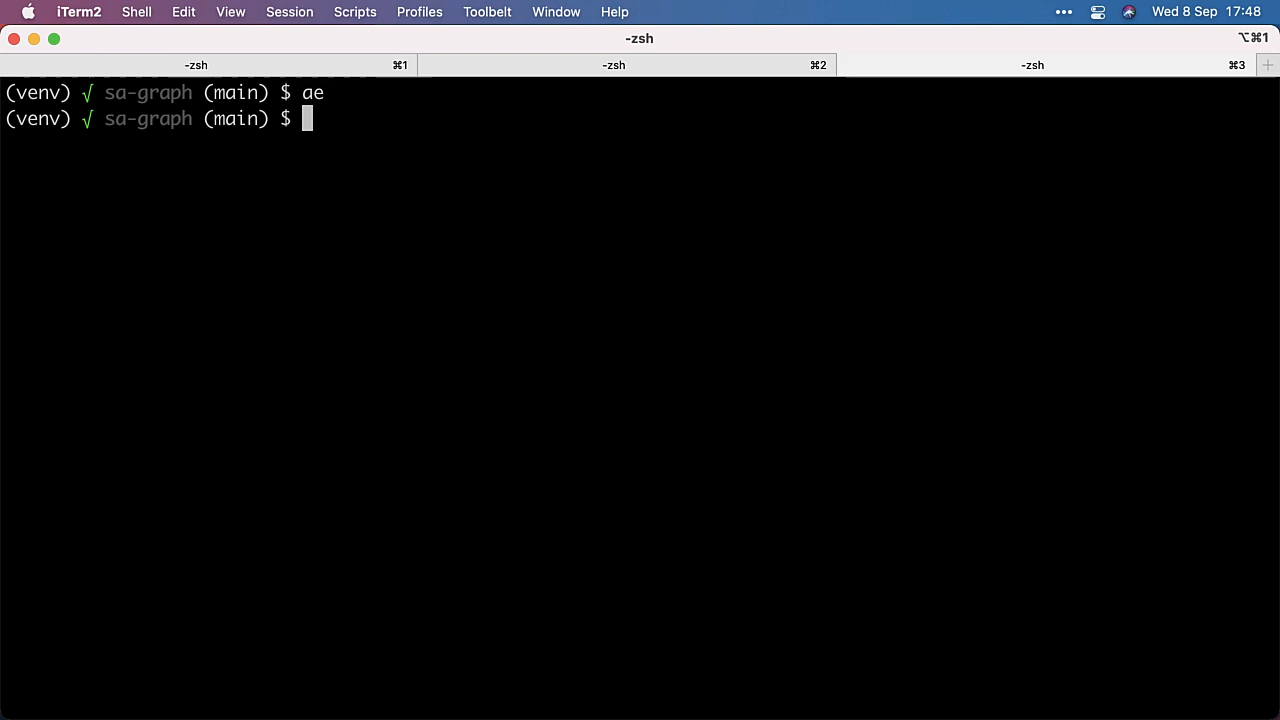 iTerm2 Shell Edit View Session Scripts Profiles Toolbelt Window Help ••• Wed 8 Sep 17:48
-zsh ⌥⌘1
-zsh ⌘1 -zsh ⌘2 -zsh ⌘3 +
(venv) √ sa-graph (main) $ ae
(venv) √ sa-graph (main) $